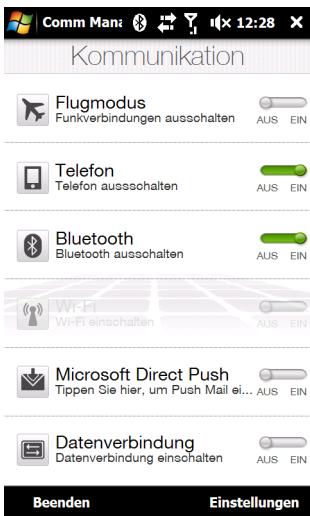 Comm Mana 12:28
Kommunikation
Flugmodus
Funkverbindungen ausschalten
AUS EIN
Telefon
Telefon aussschalten
AUS EIN
Bluetooth
Bluetooth ausschalten
AUS EIN
Wi-Fi
Wi-Fi einschalten
AUS EIN
Microsoft Direct Push
Tippen Sie hier, um Push Mail ei...
AUS EIN
Datenverbindung
Datenverbindung einschalten
AUS EIN
Beenden Einstellungen